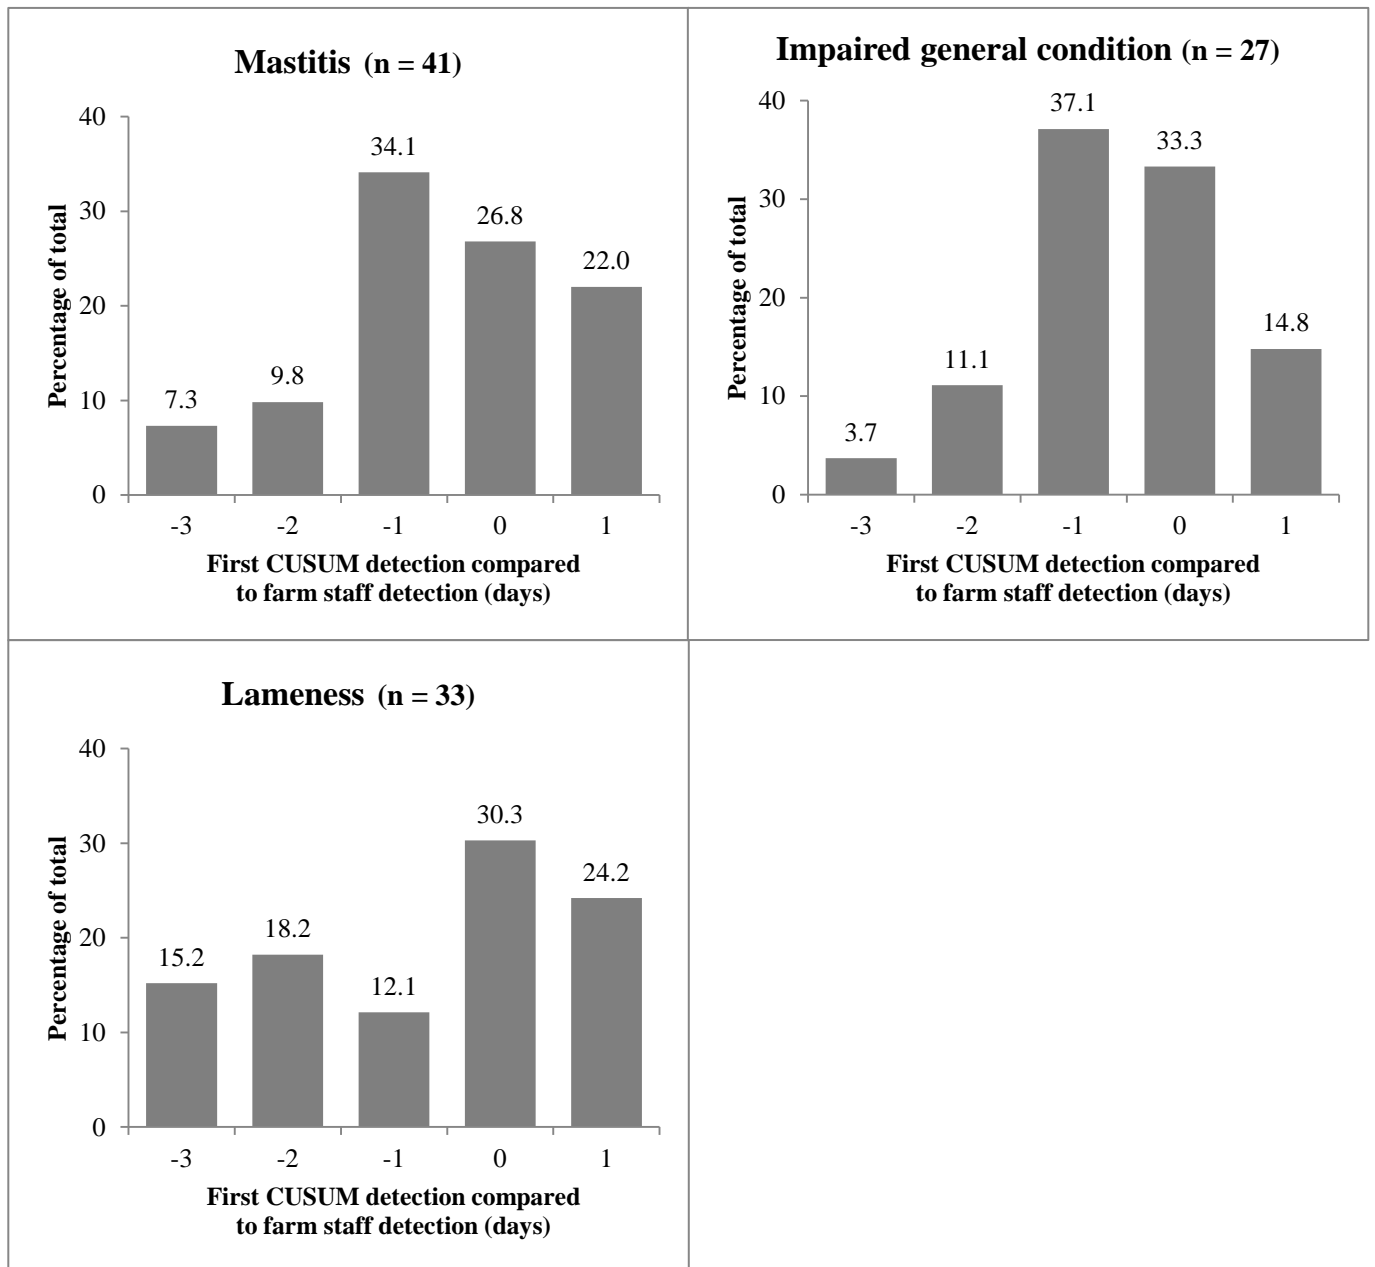 Mastitis (n = 41)
Percentage of total
40
30
20
10
0
7.3
9.8
34.1
26.8
22.0
-3 -2 -1 0 1
First CUSUM detection compared
to farm staff detection (days)
Impaired general condition (n = 27)
Percentage of total
40
30
20
10
0
3.7
11.1
37.1
33.3
14.8
-3 -2 -1 0 1
First CUSUM detection compared
to farm staff detection (days)
Lameness (n = 33)
Percentage of total
40
30
20
10
0
15.2
18.2
12.1
30.3
24.2
-3 -2 -1 0 1
First CUSUM detection compared
to farm staff detection (days)